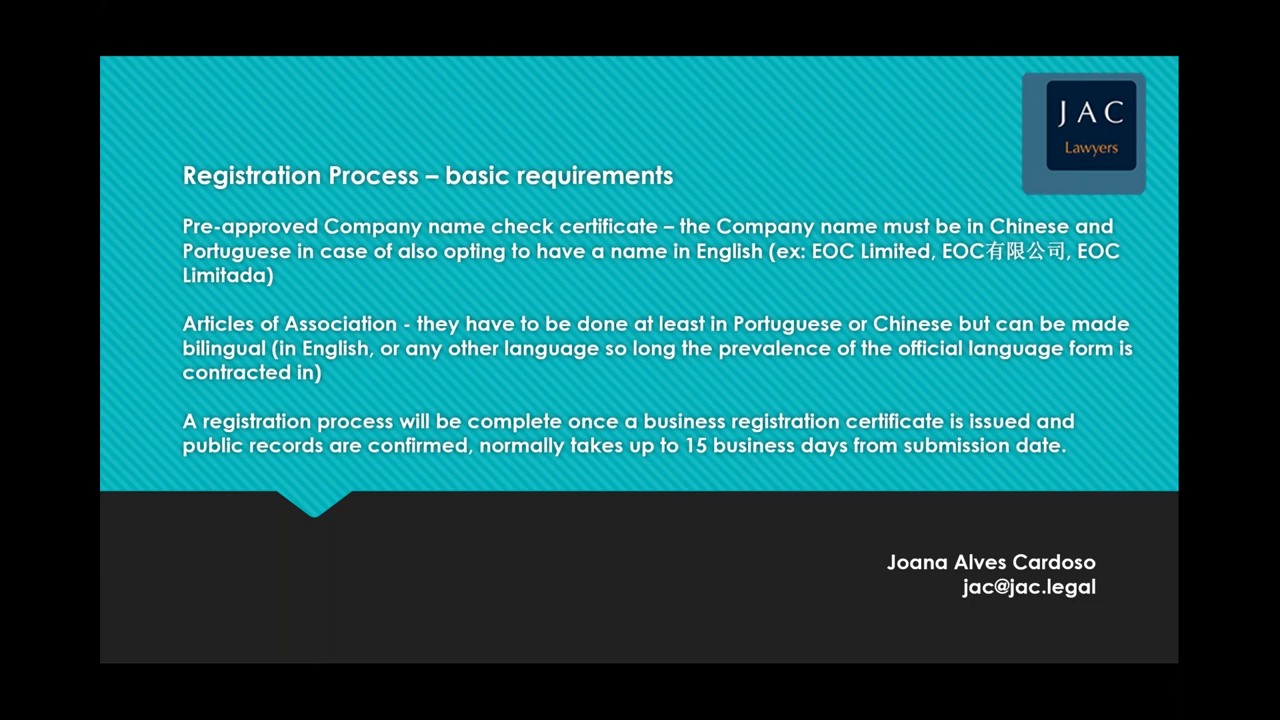 JAC
Lawyers
Registration Process – basic requirements
Pre-approved Company name check certificate – the Company name must be in Chinese and
Portuguese in case of also opting to have a name in English (ex: EOC Limited, EOC有限公司, EOC
Limitada)
Articles of Association - they have to be done at least in Portuguese or Chinese but can be made
bilingual (in English, or any other language so long the prevalence of the official language form is
contracted in)
A registration process will be complete once a business registration certificate is issued and
public records are confirmed, normally takes up to 15 business days from submission date.
Joana Alves Cardoso
jac@jac.legal